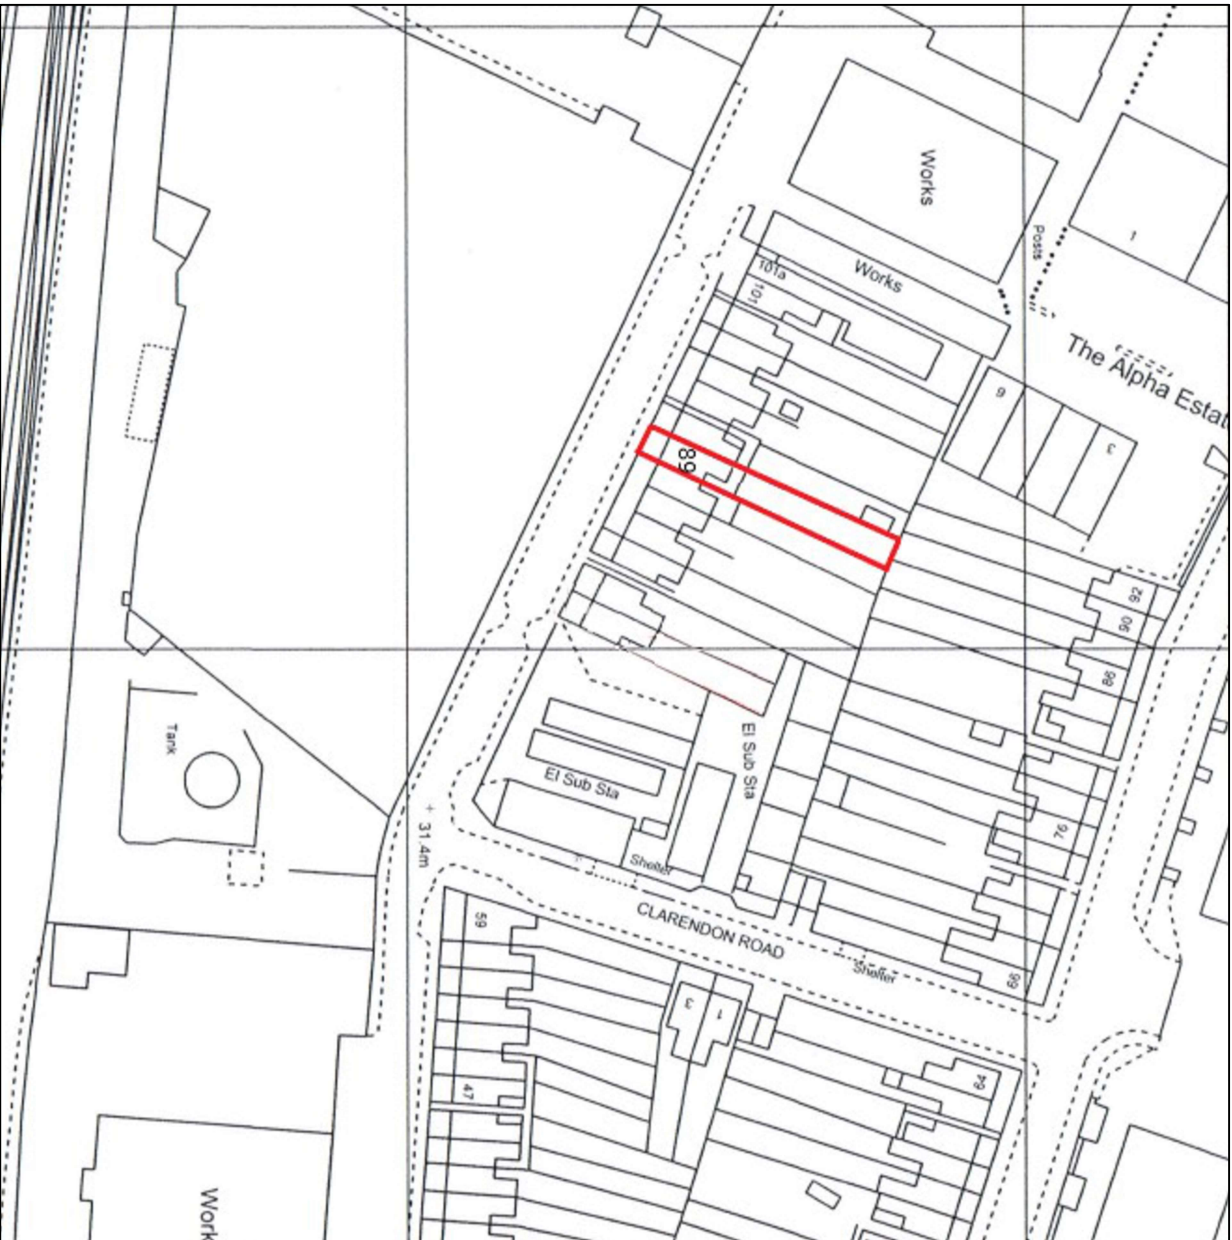 Works
1
Posts
Works
101a
101
The Alpha Estat
9
3
89
92
90
86
Tank
El Sub Sta
El Sub Sta
31.4m
76
Shelter
CLARENDON ROAD
59
Shelter
66
3
1
64
47
Work